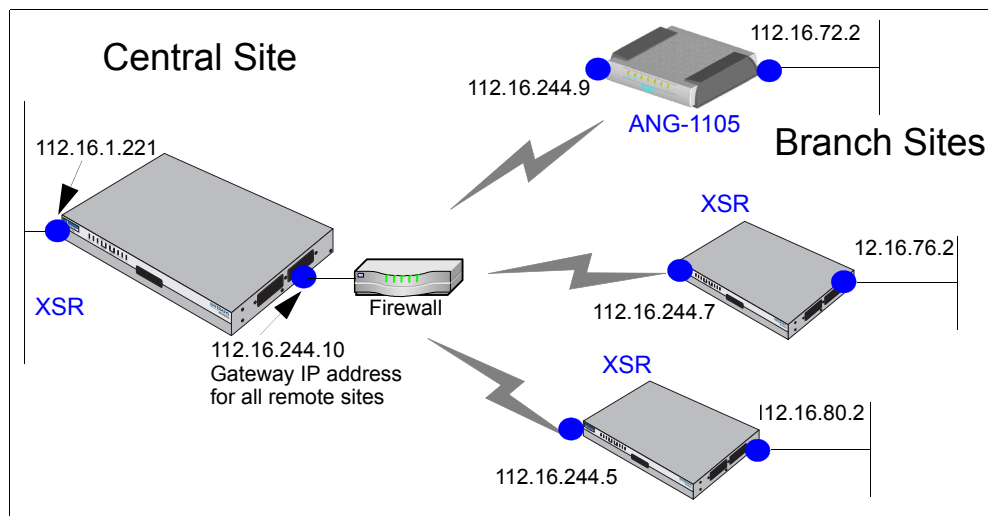 Central Site
112.16.72.2
112.16.244.9
ANG-1105
Branch Sites
112.16.1.221
XSR
12.16.76.2
XSR
Firewall
112.16.244.7
112.16.244.10
Gateway IP address
for all remote sites
XSR
112.16.80.2
112.16.244.5